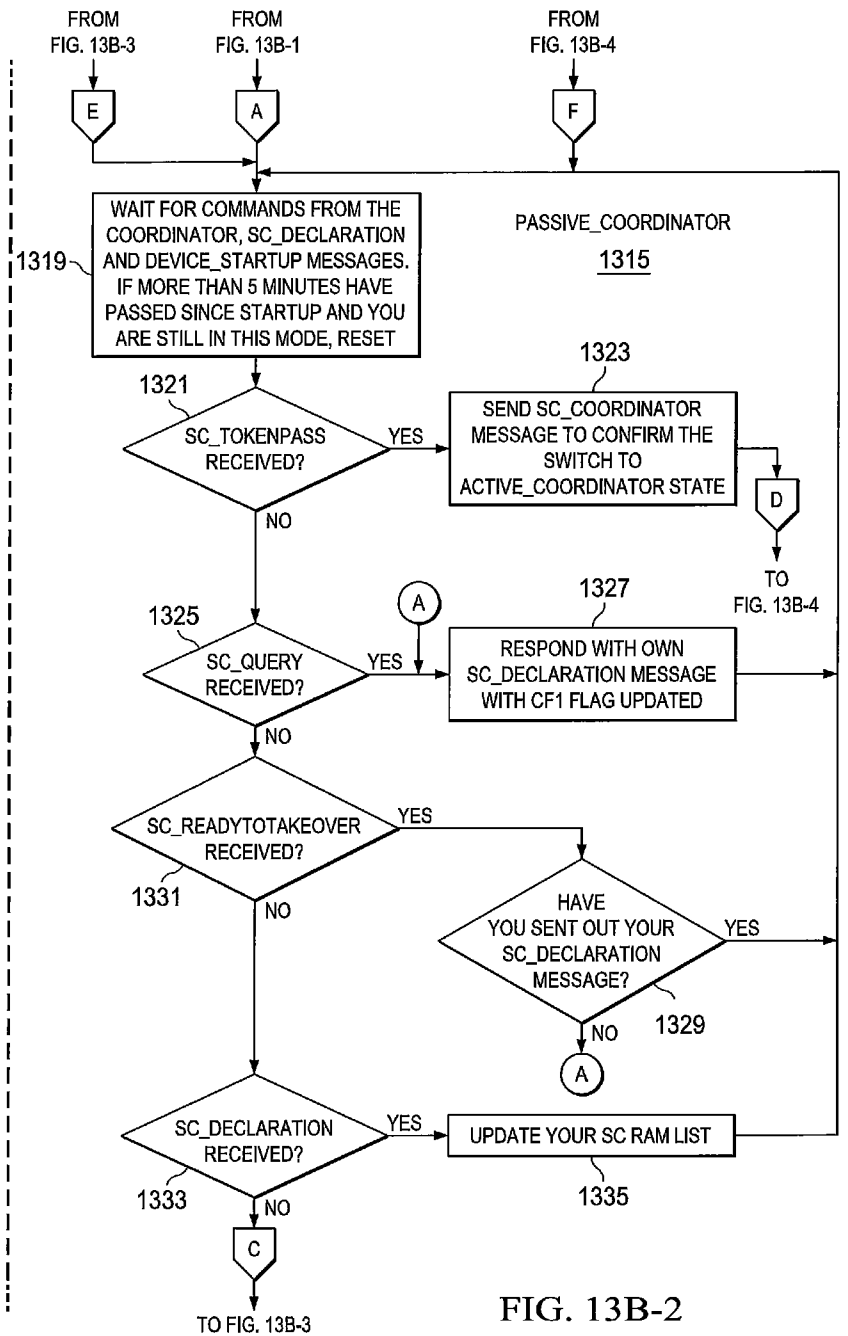 FROM
FIG. 13B-3
FROM
FIG. 13B-1
FROM
FIG. 13B-4
E
A
F
WAIT FOR COMMANDS FROM THE
COORDINATOR, SC_DECLARATION
AND DEVICE_STARTUP MESSAGES.
IF MORE THAN 5 MINUTES HAVE
PASSED SINCE STARTUP AND YOU
ARE STILL IN THIS MODE, RESET
1319
PASSIVE_COORDINATOR
1315
1321
SC_TOKENPASS
RECEIVED?
YES
NO
1323
SEND SC_COORDINATOR
MESSAGE TO CONFIRM THE
SWITCH TO
ACTIVE_COORDINATOR STATE
D
TO
FIG. 13B-4
1325
SC_QUERY
RECEIVED?
YES
NO
A
1327
RESPOND WITH OWN
SC_DECLARATION MESSAGE
WITH CF1 FLAG UPDATED
SC_READYTOTAKEOVER
RECEIVED?
YES
1331
NO
HAVE
YOU SENT OUT YOUR
SC_DECLARATION
MESSAGE?
YES
1329
NO
A
SC_DECLARATION
RECEIVED?
YES
1333
NO
UPDATE YOUR SC RAM LIST
1335
C
TO FIG. 13B-3
FIG. 13B-2